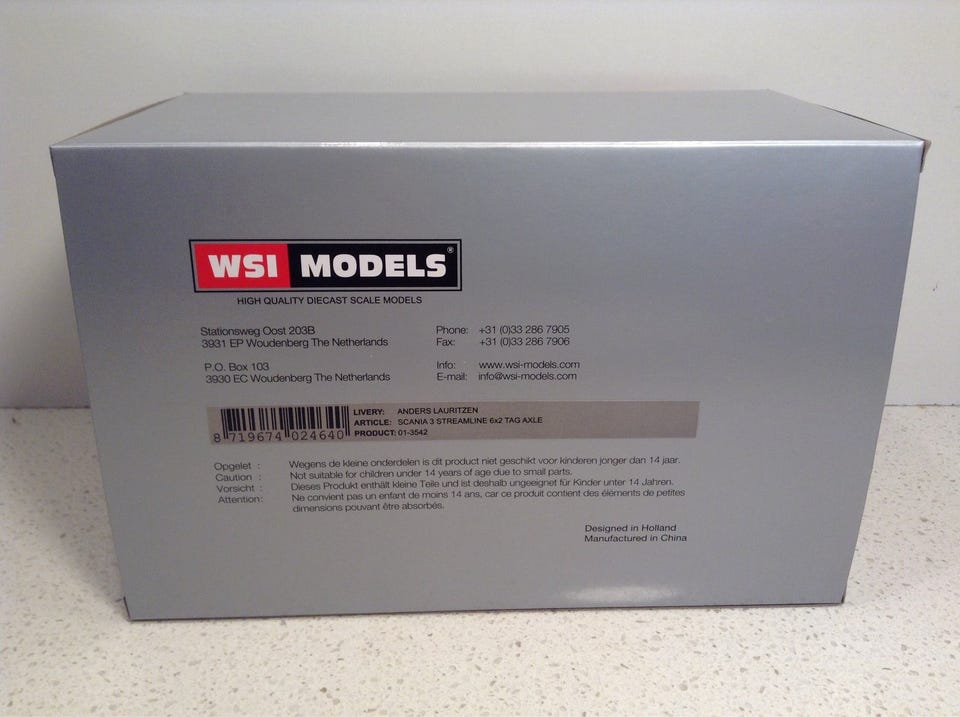 WSI MODELS®
HIGH QUALITY DIECAST SCALE MODELS
Stationsweg Oost 203B
3931 EP Woudenberg The Netherlands
P.O. Box 103
3930 EC Woudenberg The Netherlands
Phone: +31 (0)33 286 7905
Fax: +31 (0)33 286 7906
Info: www.wsi-models.com
E-mail: info@wsi-models.com
8 719674 024640
LIVERY: ANDERS LAURITZEN
ARTICLE: SCANIA 3 STREAMLINE 6x2 TAG AXLE
PRODUCT: 01-3542
Opgelet : Wegens de kleine onderdelen is dit product niet geschikt voor kinderen jonger dan 14 jaar.
Caution : Not suitable for children under 14 years of age due to small parts.
Vorsicht : Dieses Produkt enthält kleine Teile und ist deshalb ungeeignet für Kinder unter 14 Jahren.
Attention: Ne convient pas un enfant de moins 14 ans, car ce produit contient des éléments de petites
dimensions pouvant être absorbés.
Designed in Holland
Manufactured in China